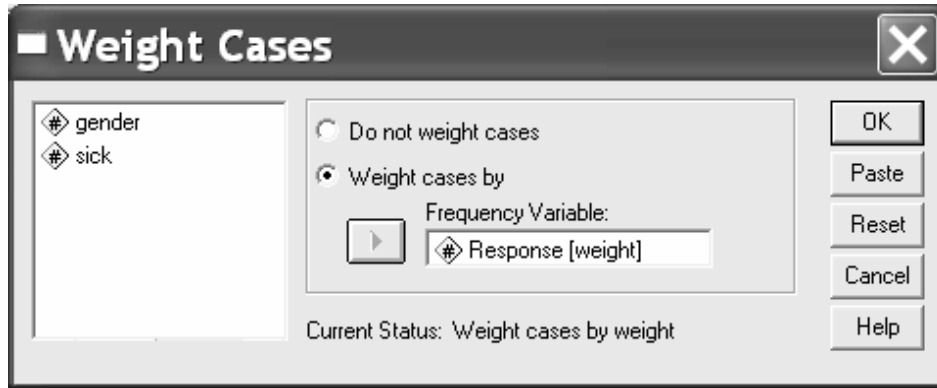 Weight Cases
gender
sick
Do not weight cases
Weight cases by
Frequency Variable:
Response [weight]
Current Status: Weight cases by weight
OK
Paste
Reset
Cancel
Help